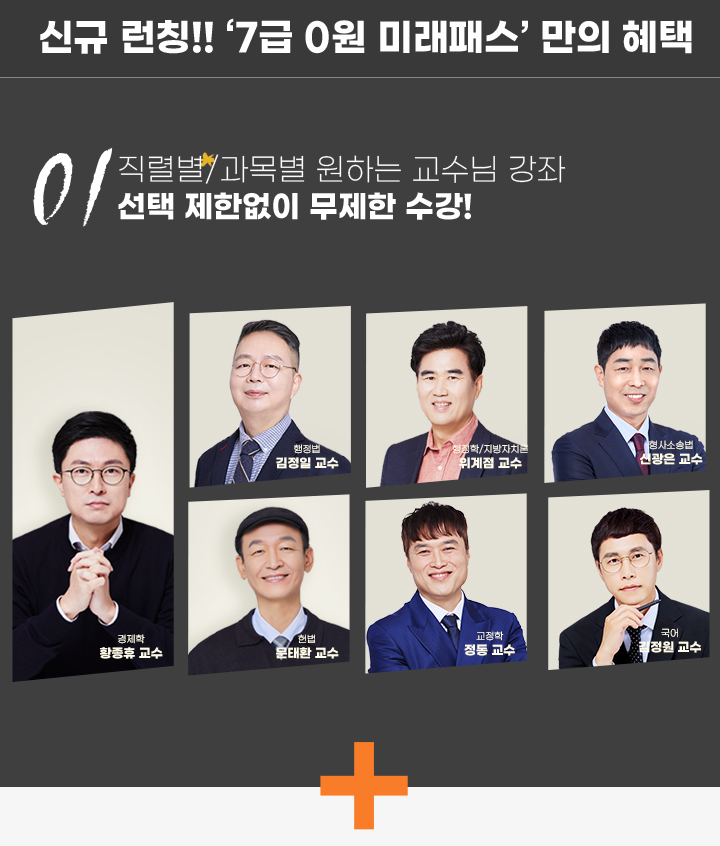 신규 런칭!! ‘7급 0원 미래패스’ 만의 혜택
01
직렬별/과목별 원하는 교수님 강좌
선택 제한없이 무제한 수강!
행정법
김정일 교수
행정학/지방자치론
위계점 교수
형사소송법
신광은 교수
경제학
황종휴 교수
헌법
문태환 교수
교정학
정통 교수
국어
김정원 교수